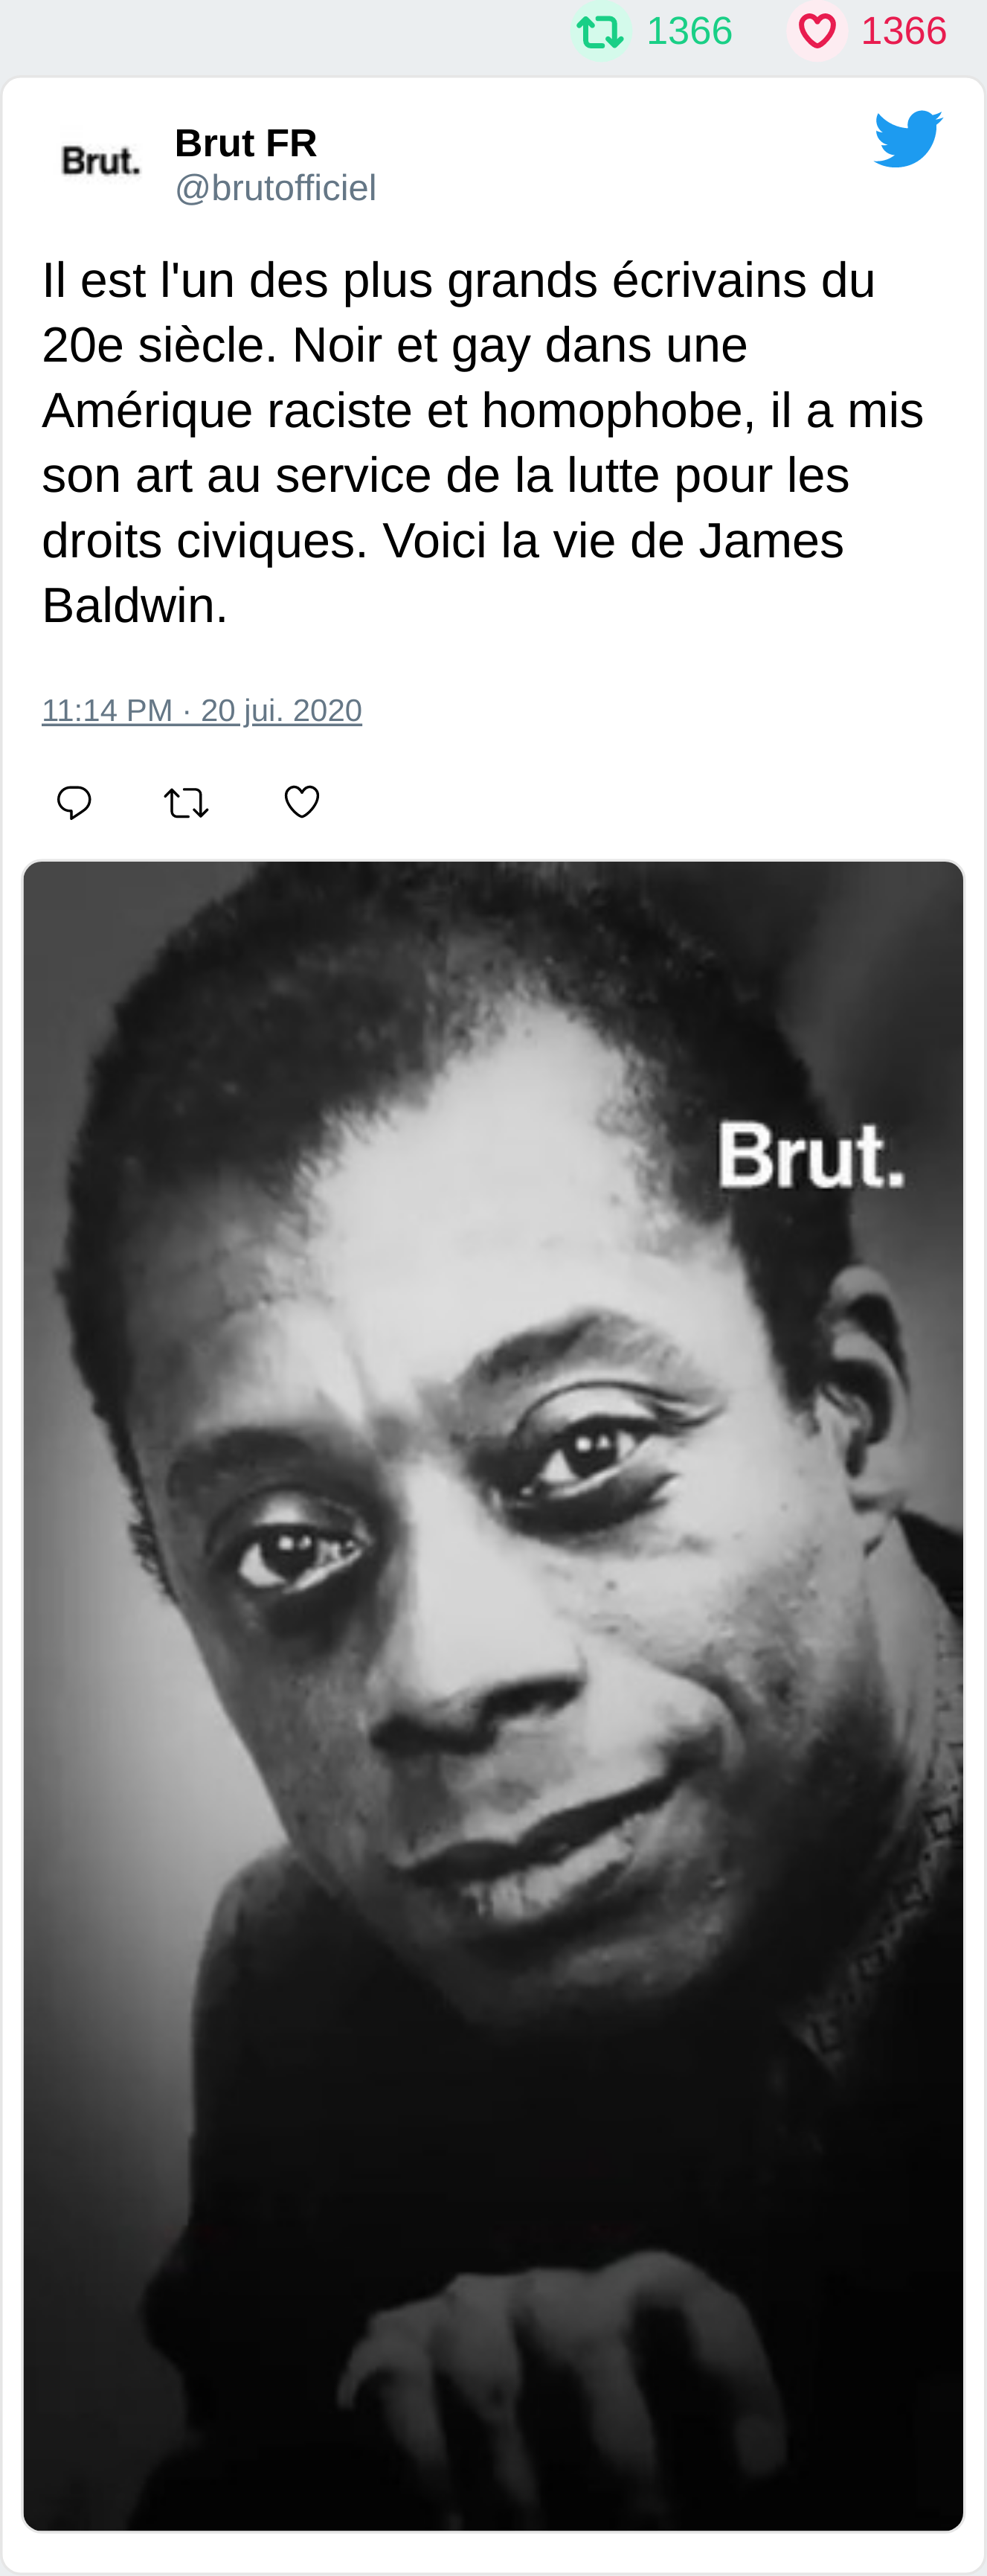 1366 1366
Brut. Brut FR
@brutofficiel
Il est l'un des plus grands écrivains du
20e siècle. Noir et gay dans une
Amérique raciste et homophobe, il a mis
son art au service de la lutte pour les
droits civiques. Voici la vie de James
Baldwin.
11:14 PM · 20 jui. 2020
Brut.